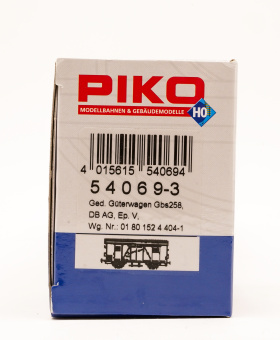 PIKO
MODELLBAHNEN & GEBÄUDEMODELLE
HO
4 015615 540694
54069-3
Ged. Güterwagen Gbs258,
DB AG, Ep. V,
Wg. Nr.: 01 80 152 4 404-1